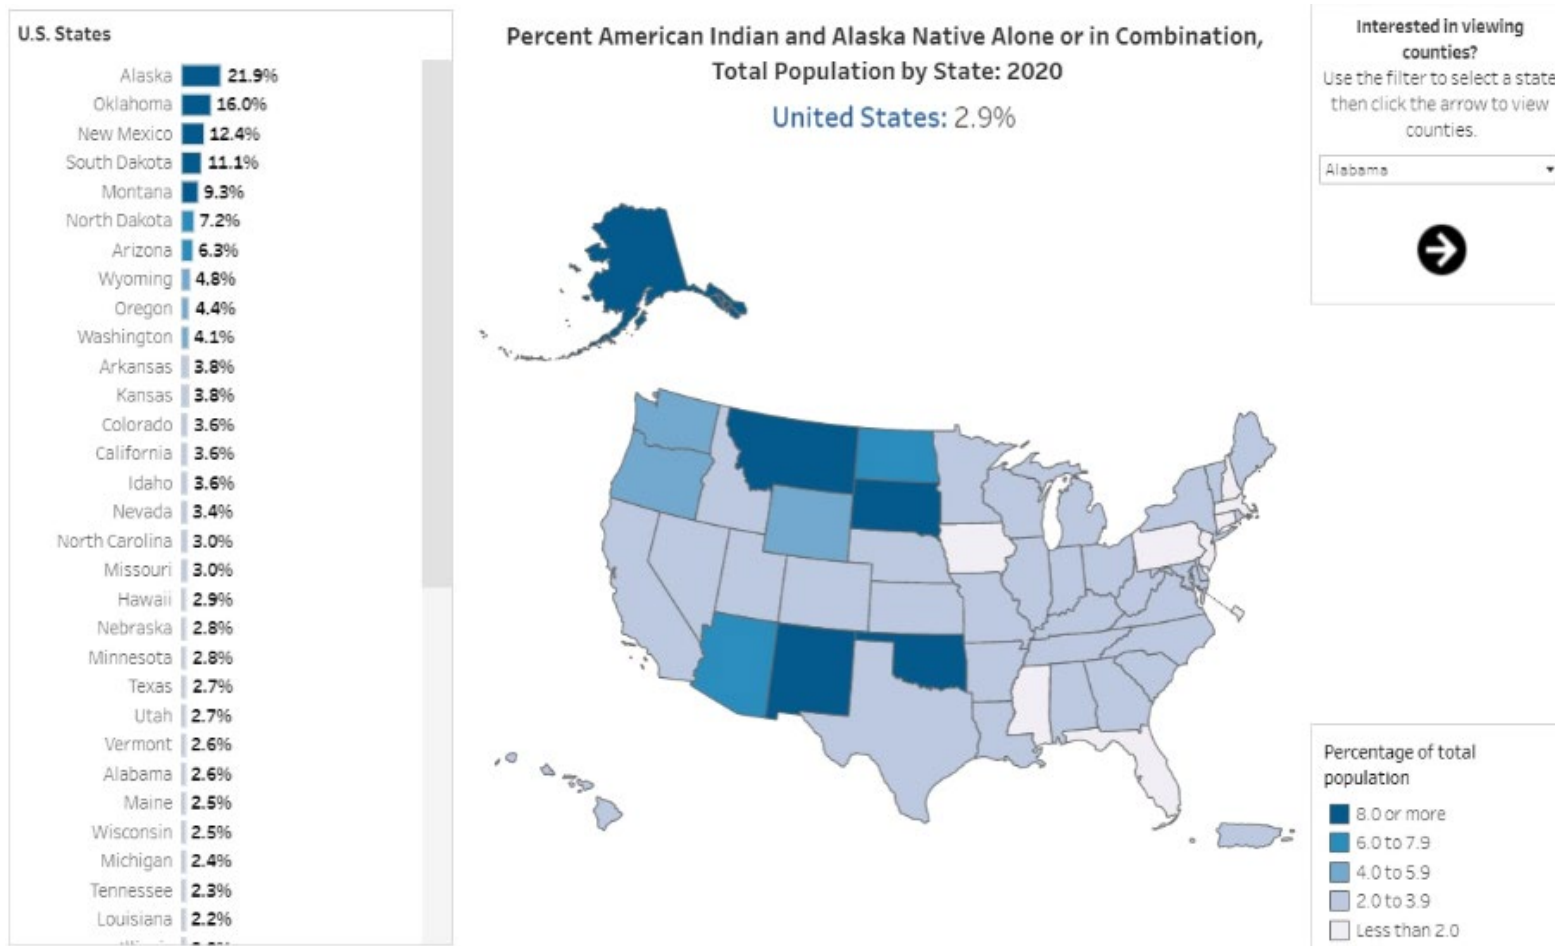 U.S. States
Alaska 21.9%
Oklahoma 16.0%
New Mexico 12.4%
South Dakota 11.1%
Montana 9.3%
North Dakota 7.2%
Arizona 6.3%
Wyoming 4.8%
Oregon 4.4%
Washington 4.1%
Arkansas 3.8%
Kansas 3.8%
Colorado 3.6%
California 3.6%
Idaho 3.6%
Nevada 3.4%
North Carolina 3.0%
Missouri 3.0%
Hawaii 2.9%
Nebraska 2.8%
Minnesota 2.8%
Texas 2.7%
Utah 2.7%
Vermont 2.6%
Alabama 2.6%
Maine 2.5%
Wisconsin 2.5%
Michigan 2.4%
Tennessee 2.3%
Louisiana 2.2%
Percent American Indian and Alaska Native Alone or in Combination,
Total Population by State: 2020
United States: 2.9%
Interested in viewing
counties?
Use the filter to select a state
then click the arrow to view
counties.
Alabama
Percentage of total
population
8.0 or more
6.0 to 7.9
4.0 to 5.9
2.0 to 3.9
Less than 2.0